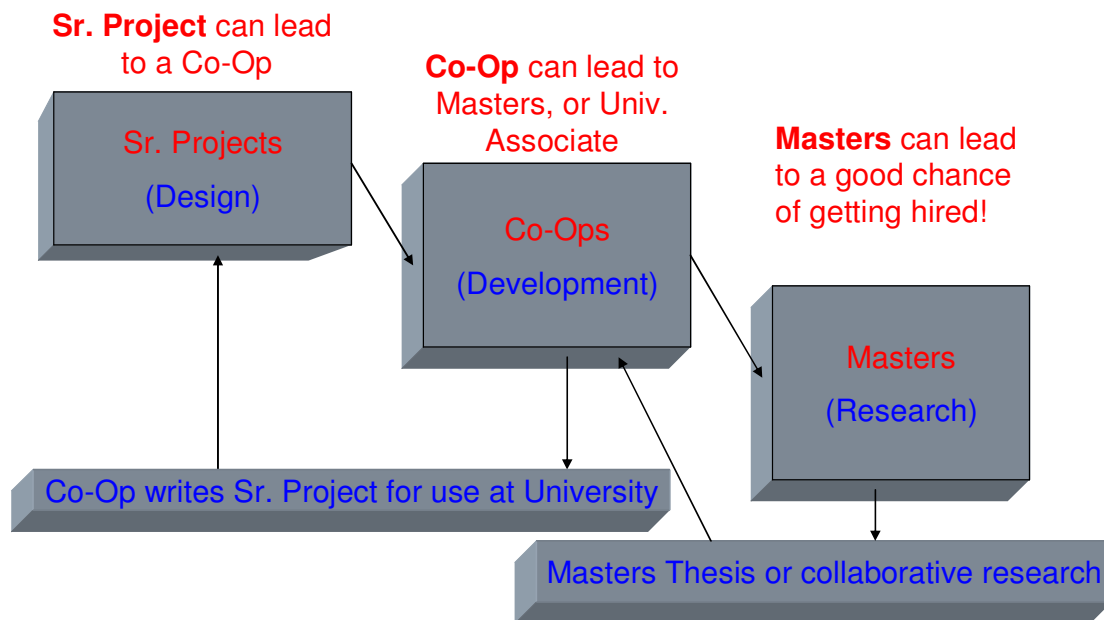 Sr. Project can lead
to a Co-Op
Sr. Projects
(Design)
Co-Op can lead to
Masters, or Univ.
Associate
Co-Ops
(Development)
Masters can lead
to a good chance
of getting hired!
Masters
(Research)
Co-Op writes Sr. Project for use at University
Masters Thesis or collaborative research